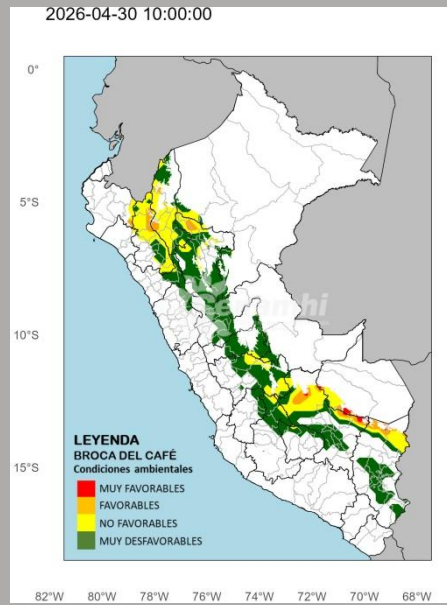 2026-04-30 10:00:00
0°
5°S
10°S
15°S
senamhi
LEYENDA
BROCA DEL CAFÉ
Condiciones ambientales
MUY FAVORABLES
FAVORABLES
NO FAVORABLES
MUY DESFAVORABLES
82°W 80°W 78°W 76°W 74°W 72°W 70°W 68°W